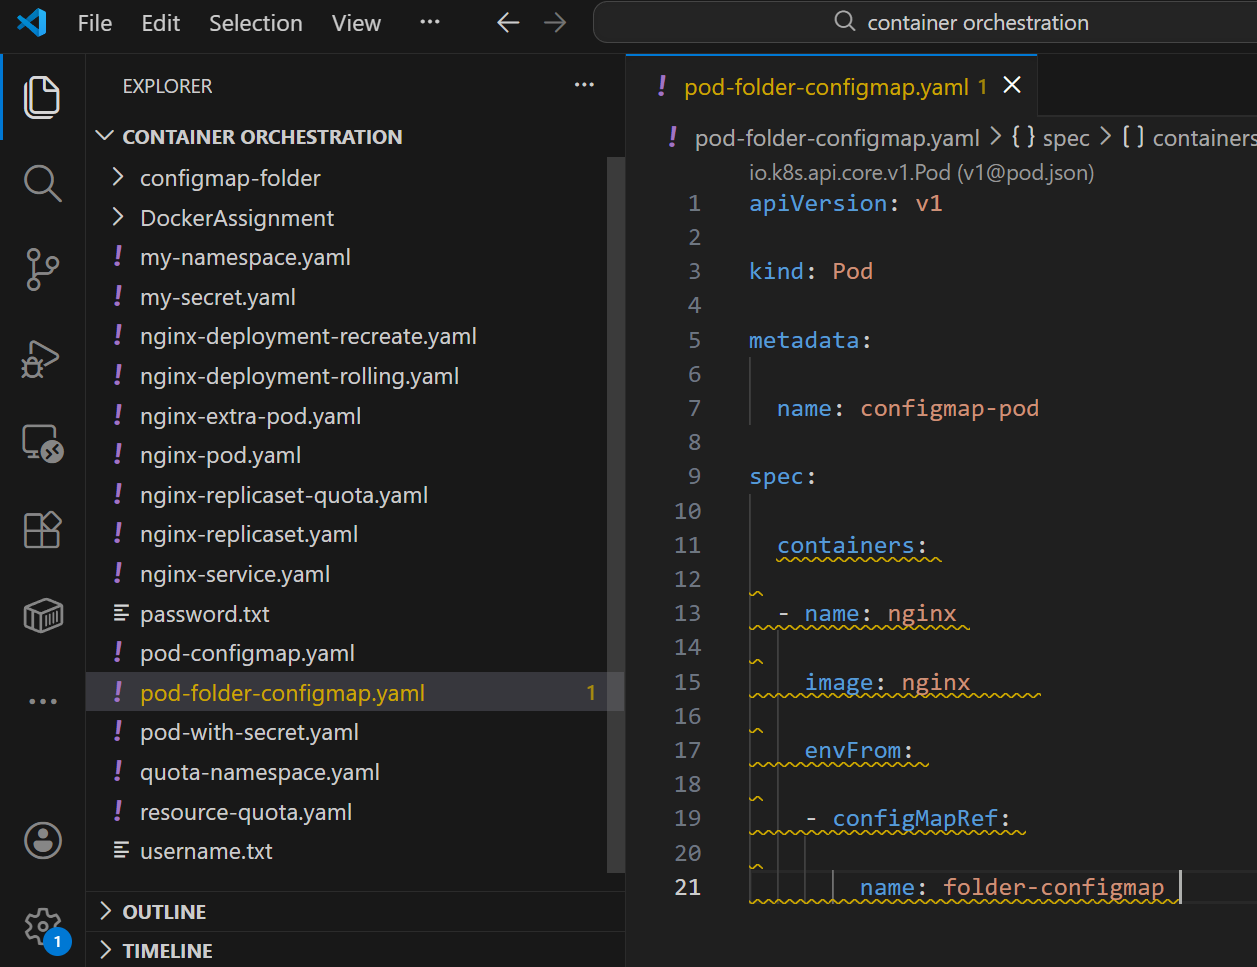 File Edit Selection View ··· container orchestration
EXPLORER ···
CONTAINER ORCHESTRATION
configmap-folder
DockerAssignment
! my-namespace.yaml
! my-secret.yaml
! nginx-deployment-recreate.yaml
! nginx-deployment-rolling.yaml
! nginx-extra-pod.yaml
! nginx-pod.yaml
! nginx-replicaset-quota.yaml
! nginx-replicaset.yaml
! nginx-service.yaml
password.txt
! pod-configmap.yaml
! pod-folder-configmap.yaml 1
! pod-with-secret.yaml
! quota-namespace.yaml
! resource-quota.yaml
username.txt
OUTLINE
TIMELINE
1
! pod-folder-configmap.yaml 1
! pod-folder-configmap.yaml > {} spec > [] containers
io.k8s.api.core.v1.Pod (v1@pod.json)
1 apiVersion: v1
2
3 kind: Pod
4
5 metadata:
6
7   name: configmap-pod
8
9 spec:
10
11   containers:
12
13   - name: nginx
14
15     image: nginx
16
17     envFrom:
18
19     - configMapRef:
20
21         name: folder-configmap